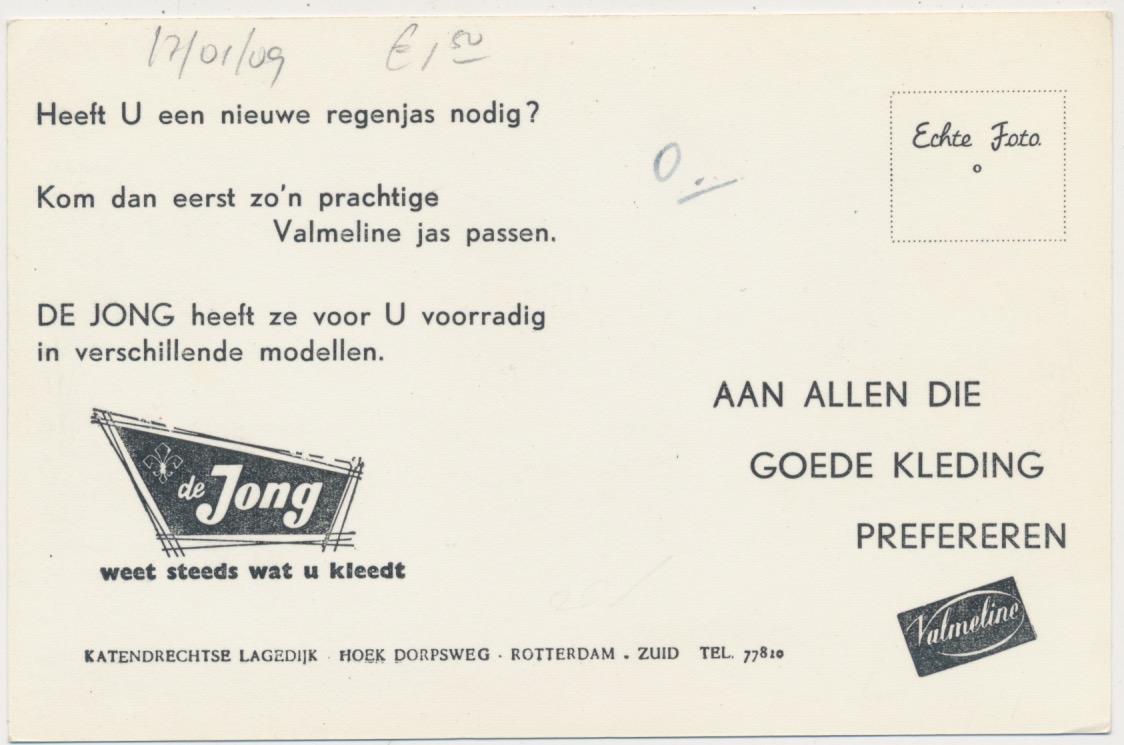 17/01/09 € 1,50
Heeft U een nieuwe regenjas nodig?
Kom dan eerst zo'n prachtige
Valmeline jas passen.
DE JONG heeft ze voor U voorradig
in verschillende modellen.
de Jong
weet steeds wat u kleedt
KATENDRECHTSE LAGEDIJK · HOEK DORPSWEG · ROTTERDAM - ZUID TEL. 77810
Echte Foto
AAN ALLEN DIE
GOEDE KLEDING
PREFEREREN
Valmeline